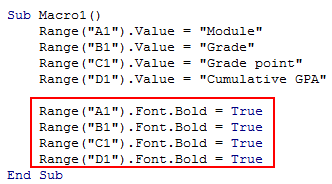 Sub Macro1()
Range("A1").Value = "Module"
Range("B1").Value = "Grade"
Range("C1").Value = "Grade point"
Range("D1").Value = "Cumulative GPA"
Range("A1").Font.Bold = True
Range("B1").Font.Bold = True
Range("C1").Font.Bold = True
Range("D1").Font.Bold = True
End Sub